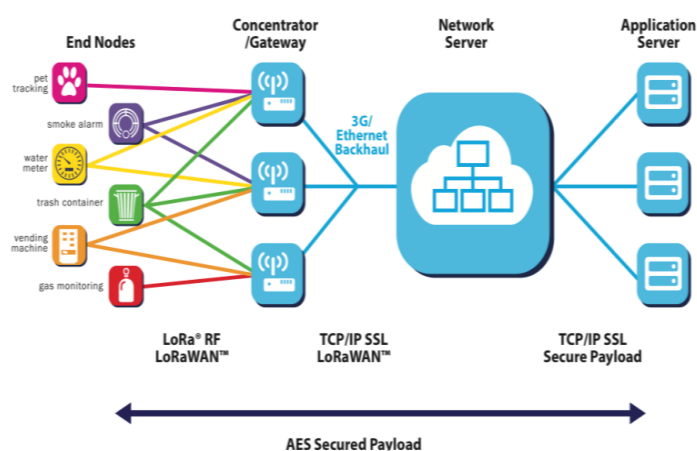 End Nodes
Concentrator
/Gateway
Network
Server
Application
Server
pet
tracking
smoke alarm
water
meter
trash container
vending
machine
gas monitoring
3G/
Ethernet
Backhaul
LoRa® RF
LoRaWAN™
TCP/IP SSL
LoRaWAN™
TCP/IP SSL
Secure Payload
AES Secured Payload